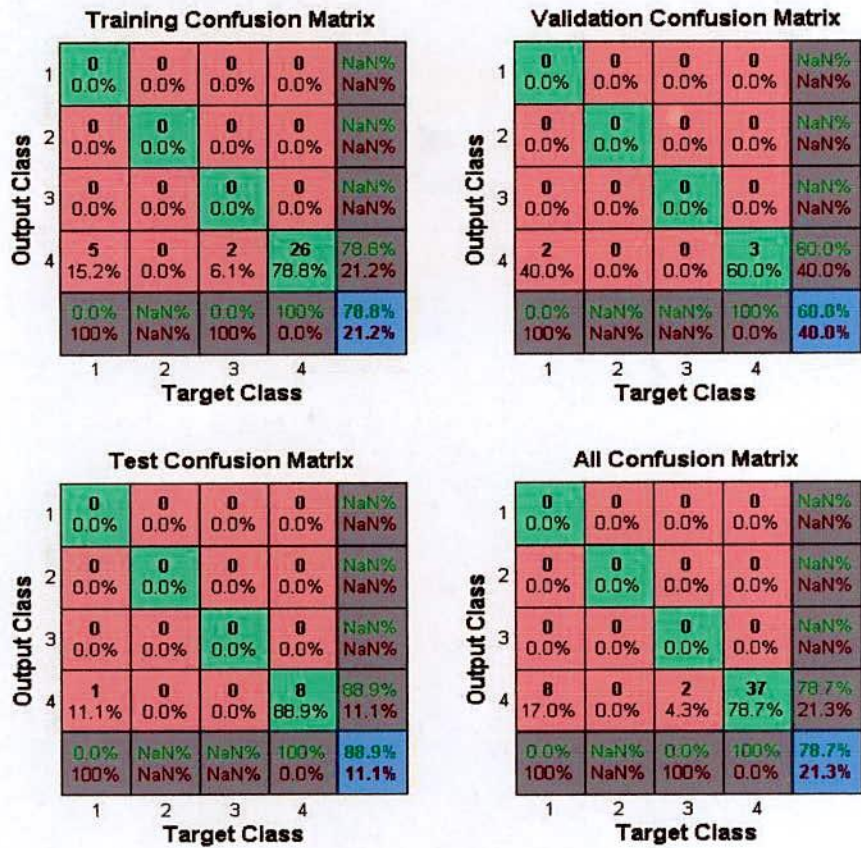 Training Confusion Matrix
Output Class
1
0 0 0 0 NaN%
0.0% 0.0% 0.0% 0.0% NaN%
2
0 0 0 0 NaN%
0.0% 0.0% 0.0% 0.0% NaN%
3
0 0 0 0 NaN%
0.0% 0.0% 0.0% 0.0% NaN%
4
5 0 2 26 78.8%
15.2% 0.0% 6.1% 78.8% 21.2%
0.0% NaN% 0.0% 100% 78.8%
100% NaN% 100% 0.0% 21.2%
1 2 3 4
Target Class
Validation Confusion Matrix
Output Class
1
0 0 0 0 NaN%
0.0% 0.0% 0.0% 0.0% NaN%
2
0 0 0 0 NaN%
0.0% 0.0% 0.0% 0.0% NaN%
3
0 0 0 0 NaN%
0.0% 0.0% 0.0% 0.0% NaN%
4
2 0 0 3 60.0%
40.0% 0.0% 0.0% 60.0% 40.0%
0.0% NaN% NaN% 100% 60.0%
100% NaN% NaN% 0.0% 40.0%
1 2 3 4
Target Class
Test Confusion Matrix
Output Class
1
0 0 0 0 NaN%
0.0% 0.0% 0.0% 0.0% NaN%
2
0 0 0 0 NaN%
0.0% 0.0% 0.0% 0.0% NaN%
3
0 0 0 0 NaN%
0.0% 0.0% 0.0% 0.0% NaN%
4
1 0 0 8 88.9%
11.1% 0.0% 0.0% 88.9% 11.1%
0.0% NaN% NaN% 100% 88.9%
100% NaN% NaN% 0.0% 11.1%
1 2 3 4
Target Class
All Confusion Matrix
Output Class
1
0 0 0 0 NaN%
0.0% 0.0% 0.0% 0.0% NaN%
2
0 0 0 0 NaN%
0.0% 0.0% 0.0% 0.0% NaN%
3
0 0 0 0 NaN%
0.0% 0.0% 0.0% 0.0% NaN%
4
8 0 2 37 78.7%
17.0% 0.0% 4.3% 78.7% 21.3%
0.0% NaN% 0.0% 100% 78.7%
100% NaN% 100% 0.0% 21.3%
1 2 3 4
Target Class